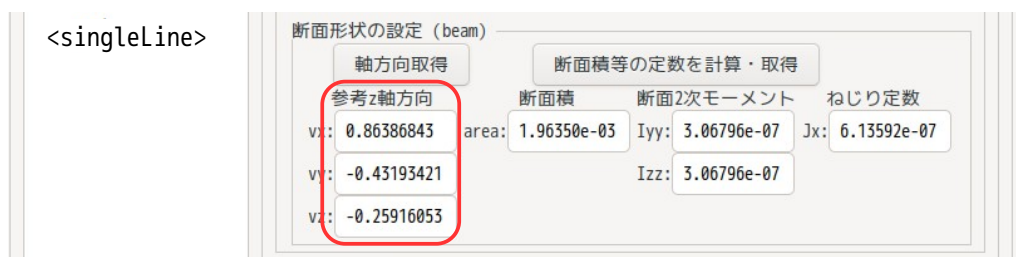 <singleLine>
断面形状の設定 (beam)
軸方向取得 断面積等の定数を計算・取得
参考z軸方向 断面積 断面2次モーメント ねじり定数
vx: 0.86386843 area: 1.96350e-03 Iyy: 3.06796e-07 Jx: 6.13592e-07
vy: -0.43193421 Izz: 3.06796e-07
vz: -0.25916053